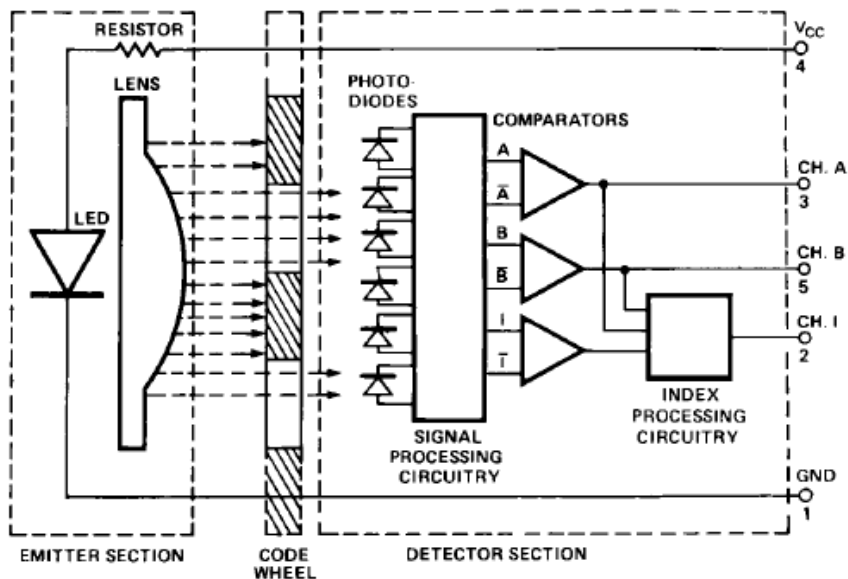 RESISTOR
LENS
LED
EMITTER SECTION
CODE
WHEEL
PHOTO-
DIODES
COMPARATORS
A
A̅
B
B̅
I
I̅
SIGNAL
PROCESSING
CIRCUITRY
INDEX
PROCESSING
CIRCUITRY
DETECTOR SECTION
VCC
4
CH. A
3
CH. B
5
CH. I
2
GND
1